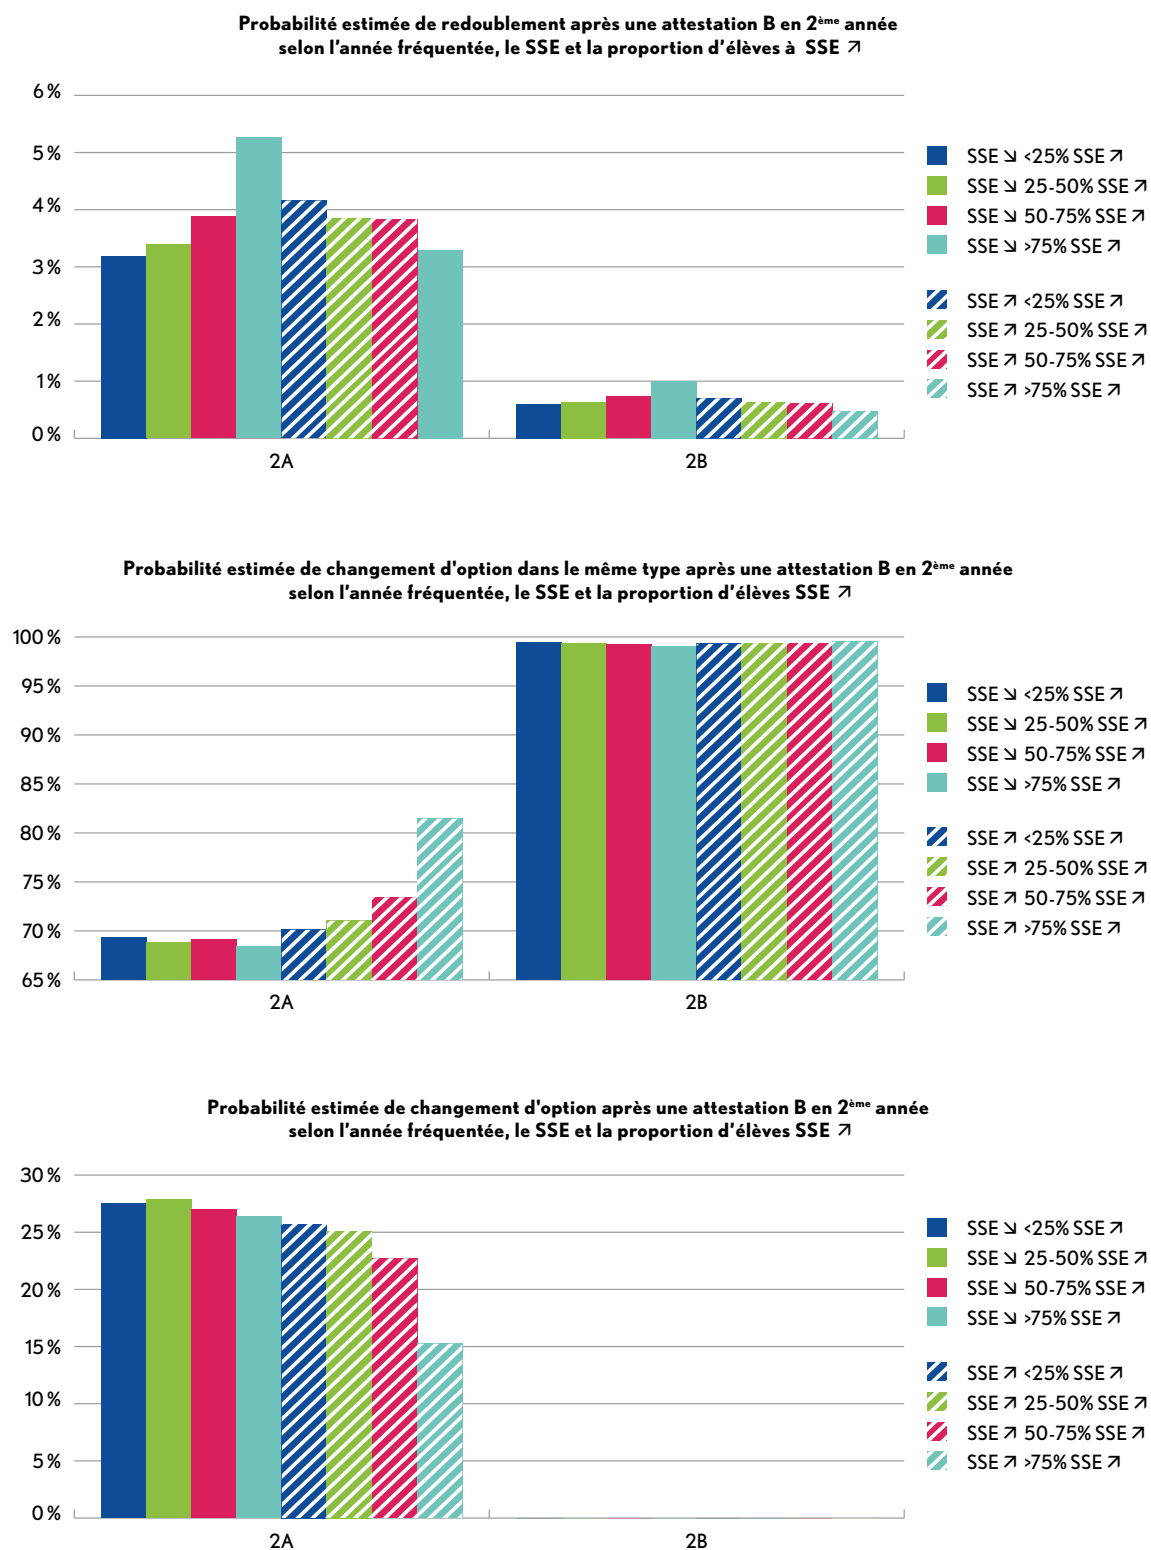 Probabilité estimée de redoublement après une attestation B en 2ème année
selon l'année fréquentée, le SSE et la proportion d'élèves à SSE ↗
6%
5%
4%
3%
2%
1%
0%
2A
2B
SSE ↘ <25% SSE ↗
SSE ↘ 25-50% SSE ↗
SSE ↘ 50-75% SSE ↗
SSE ↘ >75% SSE ↗
SSE ↗ <25% SSE ↗
SSE ↗ 25-50% SSE ↗
SSE ↗ 50-75% SSE ↗
SSE ↗ >75% SSE ↗
Probabilité estimée de changement d'option dans le même type après une attestation B en 2ème année
selon l'année fréquentée, le SSE et la proportion d'élèves SSE ↗
100%
95%
90%
85%
80%
75%
70%
65%
2A
2B
SSE ↘ <25% SSE ↗
SSE ↘ 25-50% SSE ↗
SSE ↘ 50-75% SSE ↗
SSE ↘ >75% SSE ↗
SSE ↗ <25% SSE ↗
SSE ↗ 25-50% SSE ↗
SSE ↗ 50-75% SSE ↗
SSE ↗ >75% SSE ↗
Probabilité estimée de changement d'option après une attestation B en 2ème année
selon l'année fréquentée, le SSE et la proportion d'élèves SSE ↗
30%
25%
20%
15%
10%
5%
0%
2A
2B
SSE ↘ <25% SSE ↗
SSE ↘ 25-50% SSE ↗
SSE ↘ 50-75% SSE ↗
SSE ↘ >75% SSE ↗
SSE ↗ <25% SSE ↗
SSE ↗ 25-50% SSE ↗
SSE ↗ 50-75% SSE ↗
SSE ↗ >75% SSE ↗